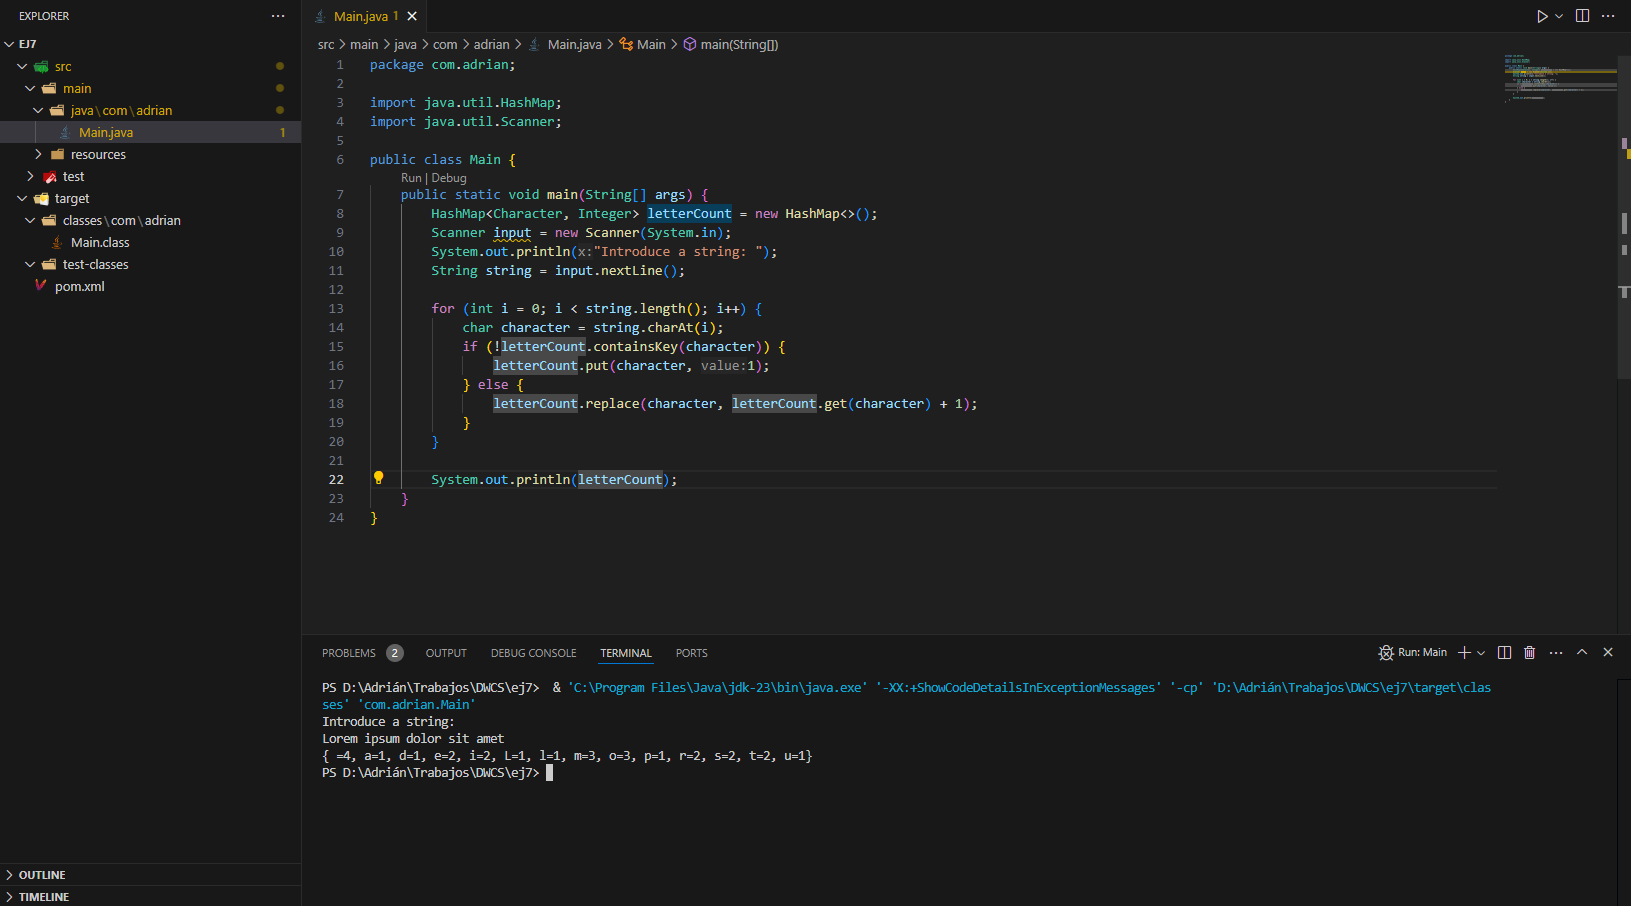 EXPLORER
EJ7
src
main
java\com\adrian
Main.java 1
resources
test
target
classes\com\adrian
Main.class
test-classes
pom.xml
OUTLINE
TIMELINE
Main.java 1
src > main > java > com > adrian > Main.java > Main > main(String[])
1 package com.adrian;
2
3 import java.util.HashMap;
4 import java.util.Scanner;
5
6 public class Main {
Run | Debug
7 public static void main(String[] args) {
8 HashMap<Character, Integer> letterCount = new HashMap<>();
9 Scanner input = new Scanner(System.in);
10 System.out.println(x:"Introduce a string: ");
11 String string = input.nextLine();
12
13 for (int i = 0; i < string.length(); i++) {
14 char character = string.charAt(i);
15 if (!letterCount.containsKey(character)) {
16 letterCount.put(character, value:1);
17 } else {
18 letterCount.replace(character, letterCount.get(character) + 1);
19 }
20 }
21
22 System.out.println(letterCount);
23 }
24 }
PROBLEMS 2 OUTPUT DEBUG CONSOLE TERMINAL PORTS Run: Main
PS D:\Adrián\Trabajos\DWCS\ej7> & 'C:\Program Files\Java\jdk-23\bin\java.exe' '-XX:+ShowCodeDetailsInExceptionMessages' '-cp' 'D:\Adrián\Trabajos\DWCS\ej7\target\clas
ses' 'com.adrian.Main'
Introduce a string:
Lorem ipsum dolor sit amet
{ =4, a=1, d=1, e=2, i=2, L=1, l=1, m=3, o=3, p=1, r=2, s=2, t=2, u=1}
PS D:\Adrián\Trabajos\DWCS\ej7>